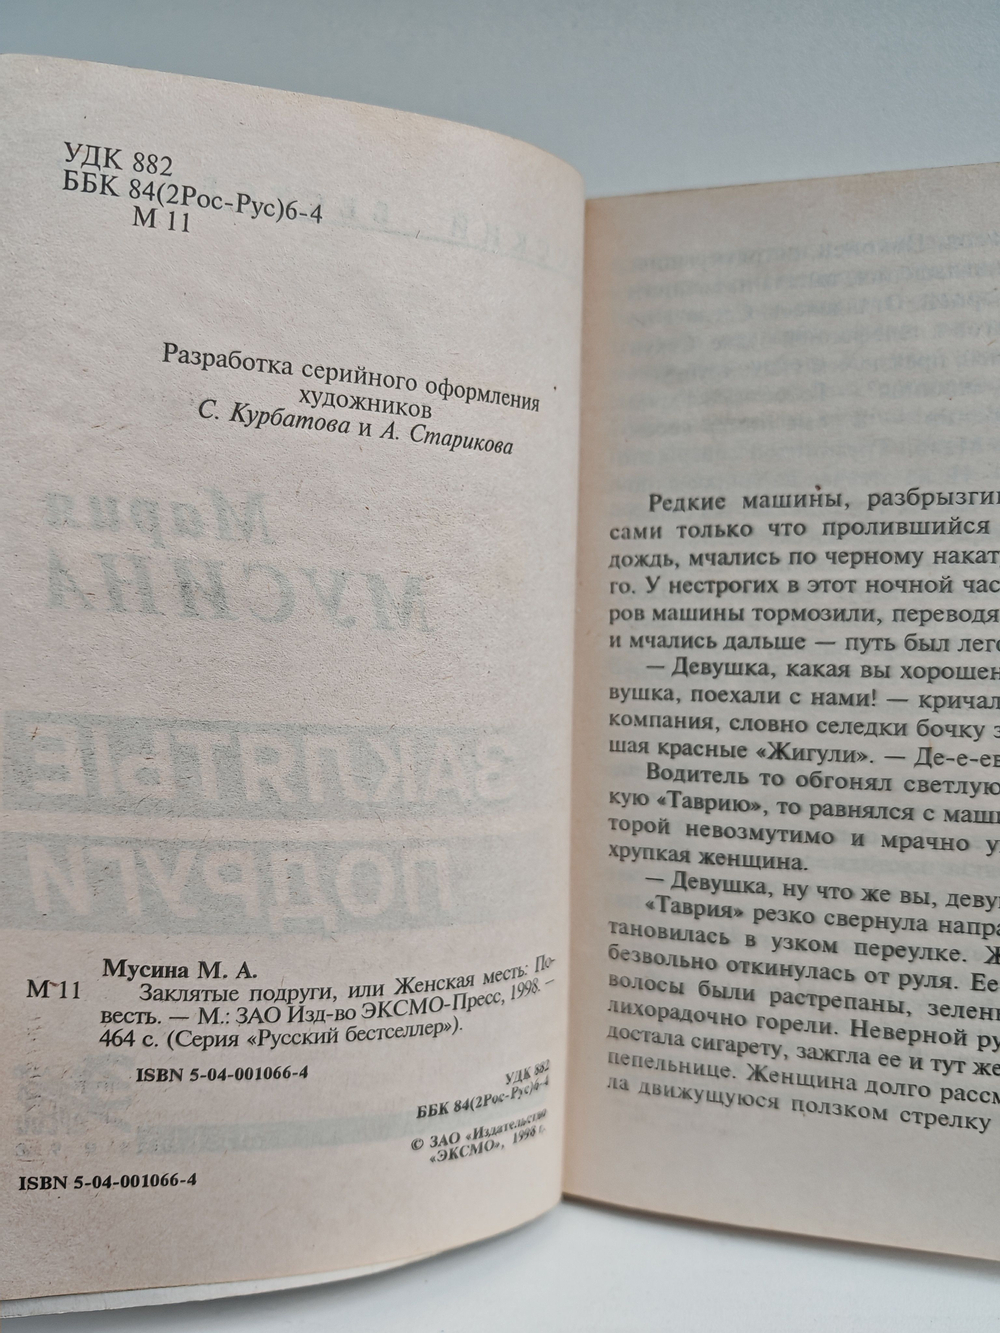 УДК 882
ББК 84(2Рос-Рус)6-4
М 11
Разработка серийного оформления
художников
С. Курбатова и А. Старикова
Мария
МУСИНА
ЗАКЛЯТЫЕ
ПОДРУГИ
Мусина М. А.
М 11
Заклятые подруги, или Женская месть: По-
весть. — М.: ЗАО Изд-во ЭКСМО-Пресс, 1998. —
464 с. (Серия «Русский бестселлер»).
ISBN 5-04-001066-4
УДК 882
ББК 84(2Рос-Рус)6-4
© ЗАО «Издательство
«ЭКСМО», 1998 г.
ISBN 5-04-001066-4
Редкие машины, разбрызгив
сами только что пролившийся
дождь, мчались по черному накат
го. У нестрогих в этот ночной час
ров машины тормозили, переводя
и мчались дальше — путь был лего
— Девушка, какая вы хорошен
вушка, поехали с нами! — кричал
компания, словно селедки бочку з
шая красные «Жигули». — Де-е-ев
Водитель то обгонял светлую
кую «Таврию», то равнялся с маши
торой невозмутимо и мрачно у
хрупкая женщина.
— Девушка, ну что же вы, деву
«Таврия» резко свернула напра
тановилась в узком переулке. Ж
безвольно откинулась от руля. Ее
волосы были растрепаны, зелен
лихорадочно горели. Неверной ру
достала сигарету, зажгла ее и тут же
пепельнице. Женщина долго рассм
ла движущуюся ползком стрелку